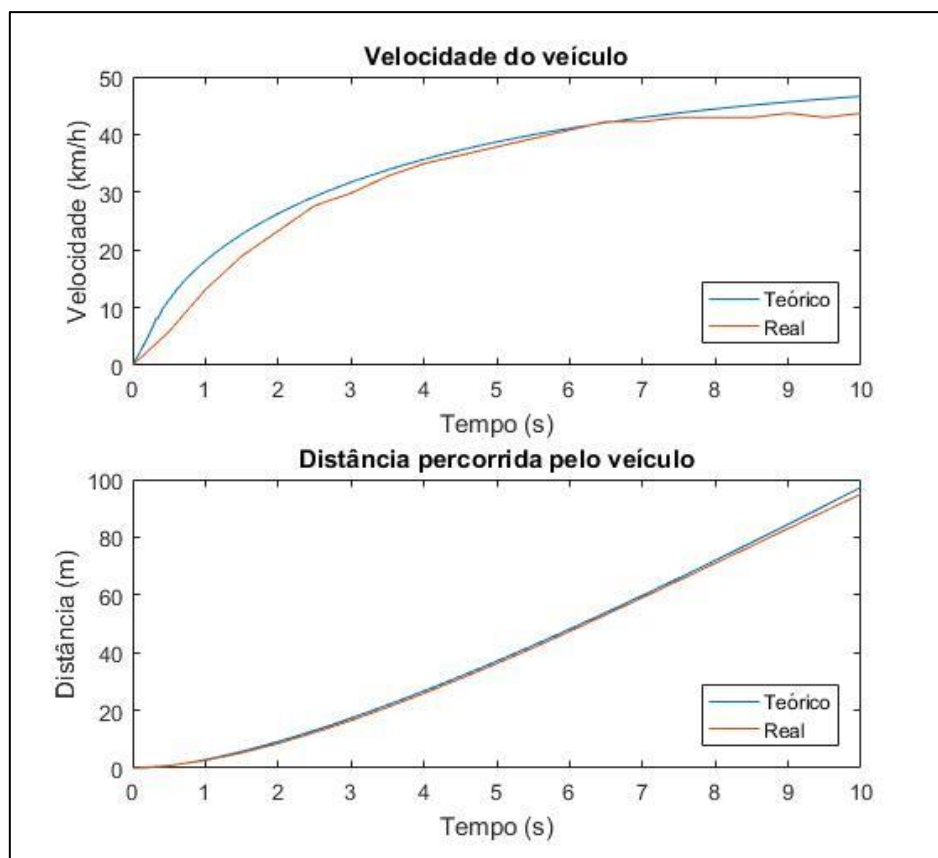 Velocidade do veículo
Velocidade (km/h)
50
40
30
20
10
0
Teórico
Real
0 1 2 3 4 5 6 7 8 9 10
Tempo (s)
Distância percorrida pelo veículo
Distância (m)
100
80
60
40
20
0
Teórico
Real
0 1 2 3 4 5 6 7 8 9 10
Tempo (s)